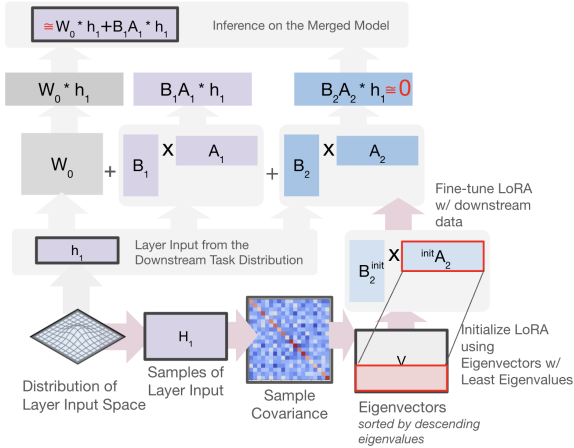 ≅W₀ * h₁+B₁A₁ * h₁
Inference on the Merged Model
W₀ * h₁
B₁A₁ * h₁
B₂A₂ * h₁≅0
W₀
+
B₁
X
A₁
+
B₂
X
A₂
Fine-tune LoRA
w/ downstream
data
h₁
Layer Input from the
Downstream Task Distribution
B₂ⁱⁿⁱᵗ
X
ⁱⁿⁱᵗA₂
H₁
V
Initialize LoRA
using
Eigenvectors w/
Least Eigenvalues
Distribution of
Layer Input Space
Samples of
Layer Input
Sample
Covariance
Eigenvectors
sorted by descending
eigenvalues